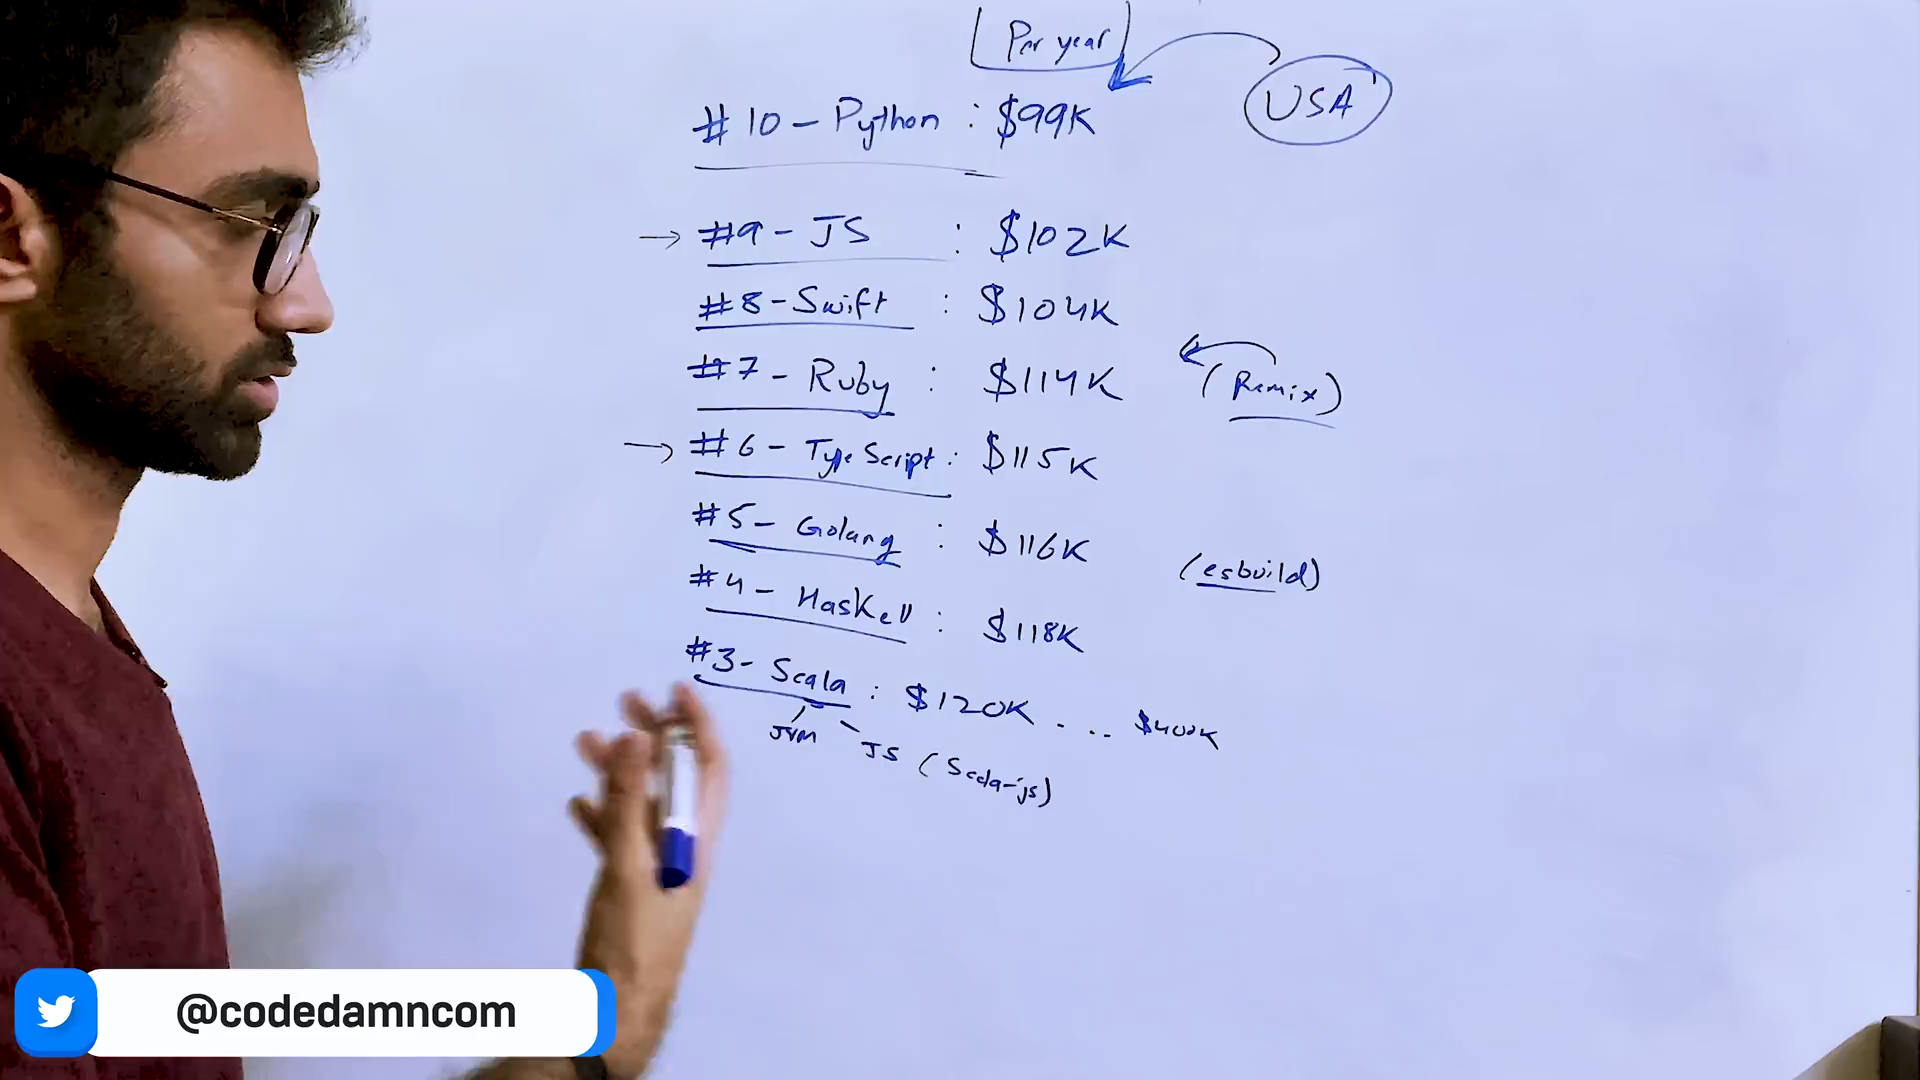 Per year
USA
#10 - Python : $99K
→ #9 - JS : $102K
#8 - Swift : $104K
#7 - Ruby : $114K (Remix)
→ #6 - TypeScript : $115K
#5 - Golang : $116K (esbuild)
#4 - Haskell : $118K
#3 - Scala : $120K ... $400K
JVM JS (Scala-js)
@codedamncom